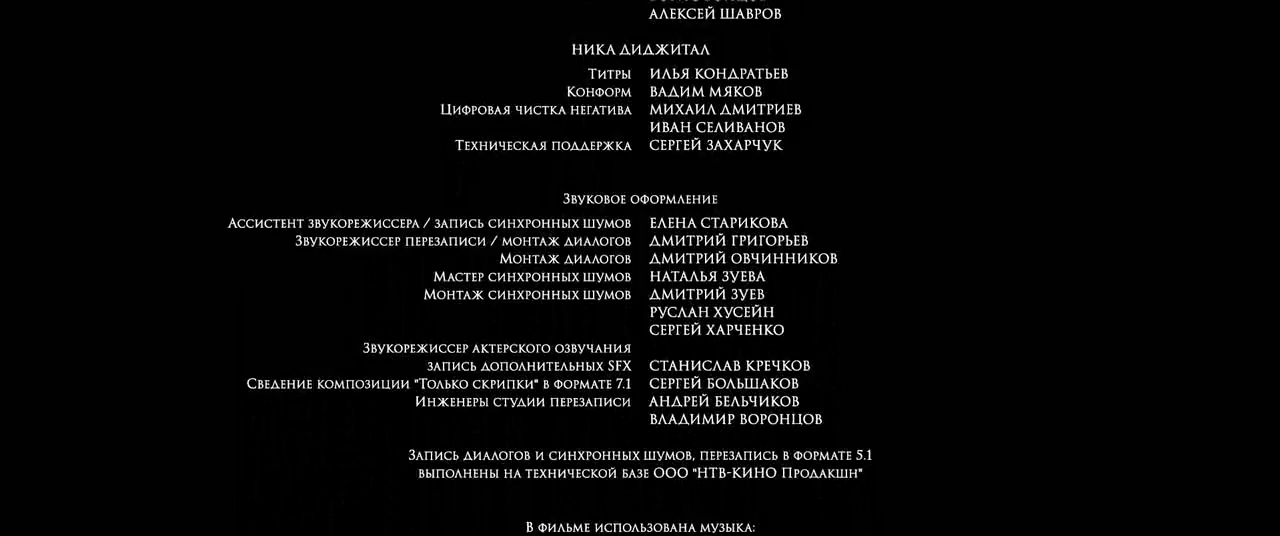 АЛЕКСЕЙ ШАВРОВ
НИКА ДИДЖИТАЛ
Титры ИЛЬЯ КОНДРАТЬЕВ
Конформ ВАДИМ МЯКОВ
Цифровая чистка негатива МИХАИЛ ДМИТРИЕВ
ИВАН СЕЛИВАНОВ
Техническая поддержка СЕРГЕЙ ЗАХАРЧУК
Звуковое оформление
Ассистент звукорежиссера / запись синхронных шумов ЕЛЕНА СТАРИКОВА
Звукорежиссер перезаписи / монтаж диалогов ДМИТРИЙ ГРИГОРЬЕВ
Монтаж диалогов ДМИТРИЙ ОВЧИННИКОВ
Мастер синхронных шумов НАТАЛЬЯ ЗУЕВА
Монтаж синхронных шумов ДМИТРИЙ ЗУЕВ
РУСЛАН ХУСЕЙН
СЕРГЕЙ ХАРЧЕНКО
Звукорежиссер актерского озвучания
запись дополнительных SFX СТАНИСЛАВ КРЕЧКОВ
Сведение композиции "Только скрипки" в формате 7.1 СЕРГЕЙ БОЛЬШАКОВ
Инженеры студии перезаписи АНДРЕЙ БЕЛЬЧИКОВ
ВЛАДИМИР ВОРОНЦОВ
Запись диалогов и синхронных шумов, перезапись в формате 5.1
выполнены на технической базе ООО "НТВ-КИНО Продакшн"
В фильме использована музыка: